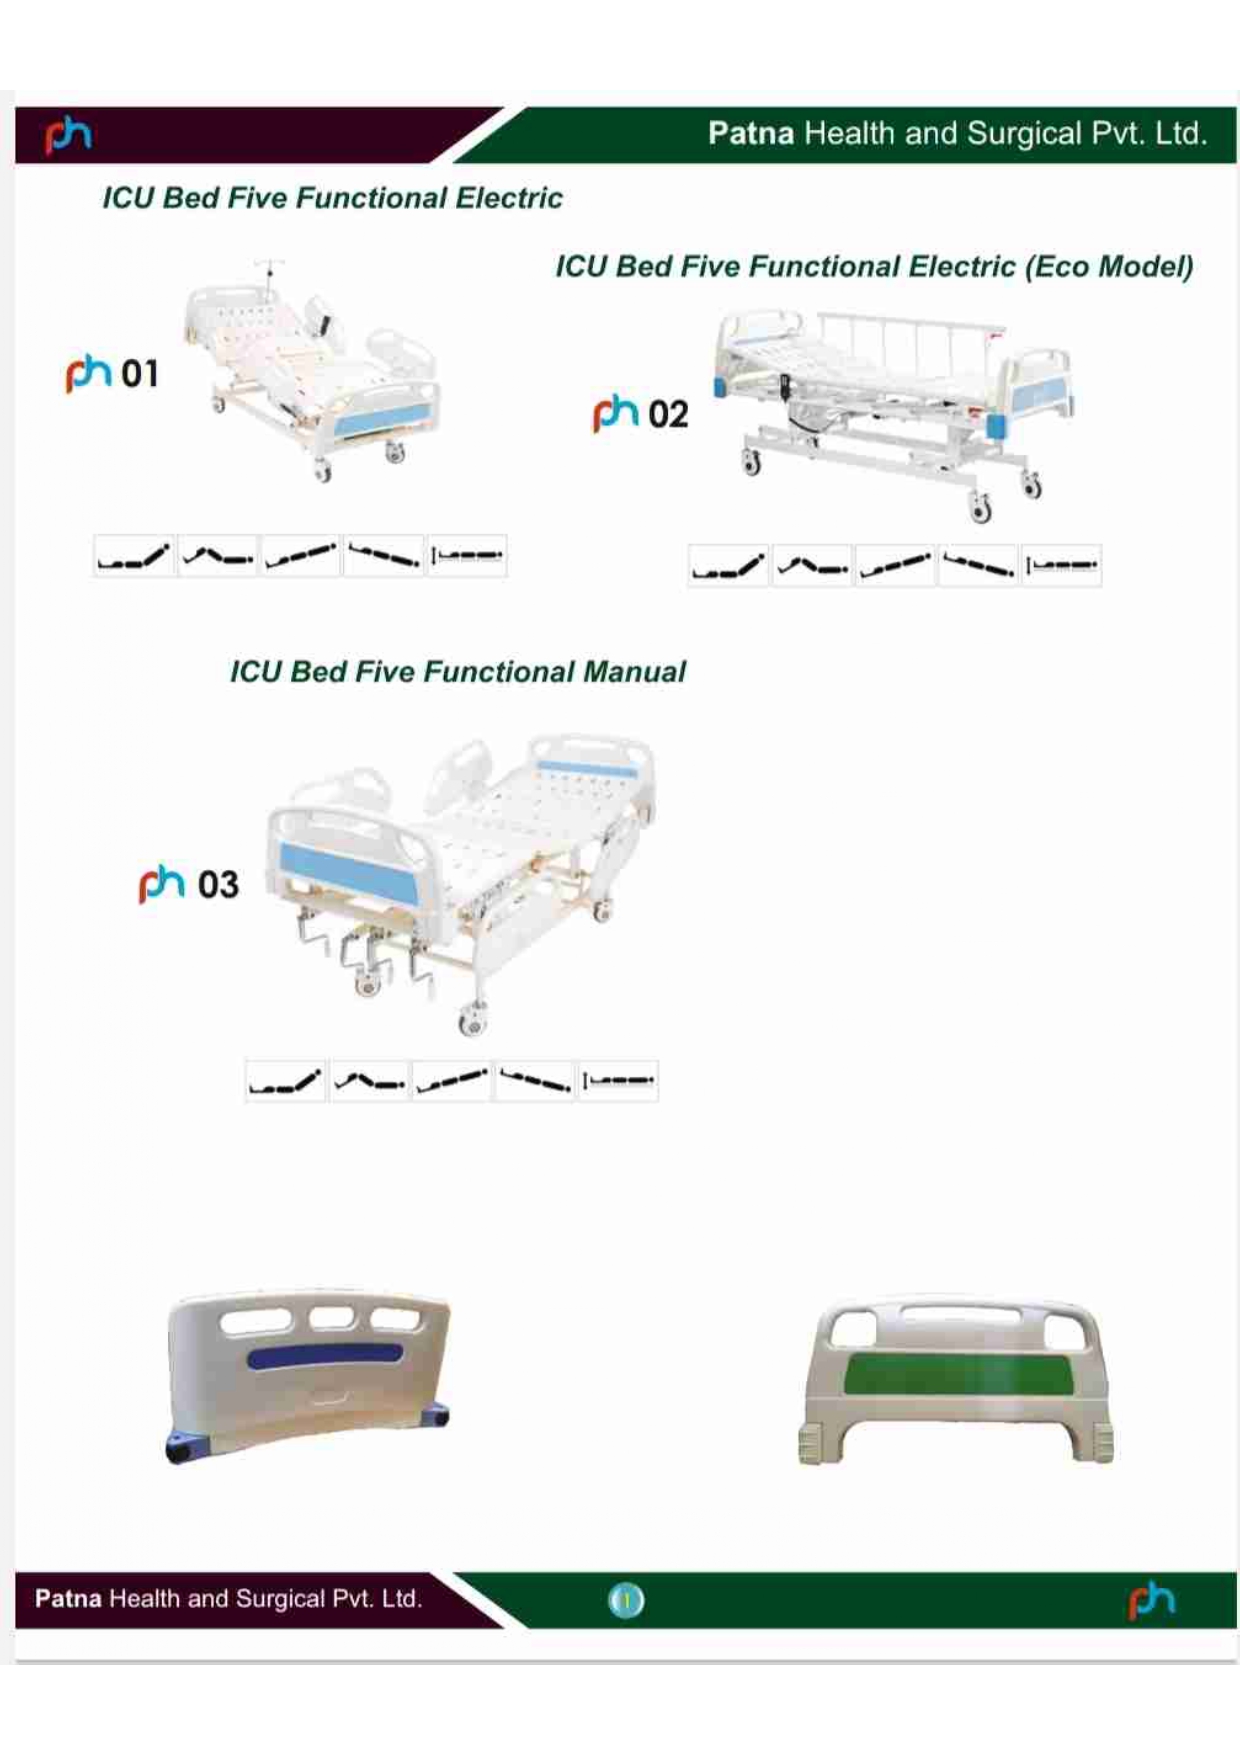 ph
Patna Health and Surgical Pvt. Ltd.
ICU Bed Five Functional Electric
ICU Bed Five Functional Electric (Eco Model)
ph 01
ph 02
ICU Bed Five Functional Manual
ph 03
Patna Health and Surgical Pvt. Ltd.
1
ph